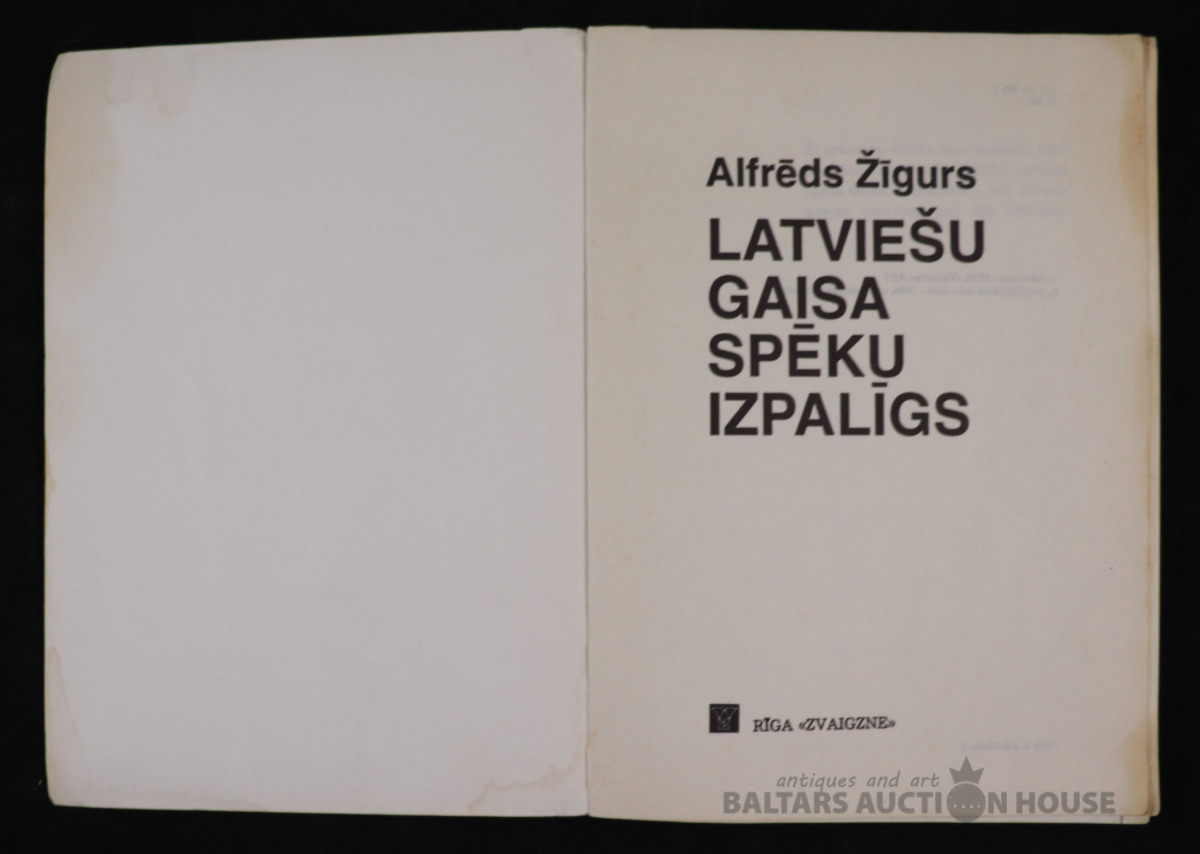 Alfrēds Žīgurs
LATVIEŠU
GAISA
SPĒKU
IZPALĪGS
RĪGA «ZVAIGZNE»
antiques and art
BALTARS AUCTION HOUSE